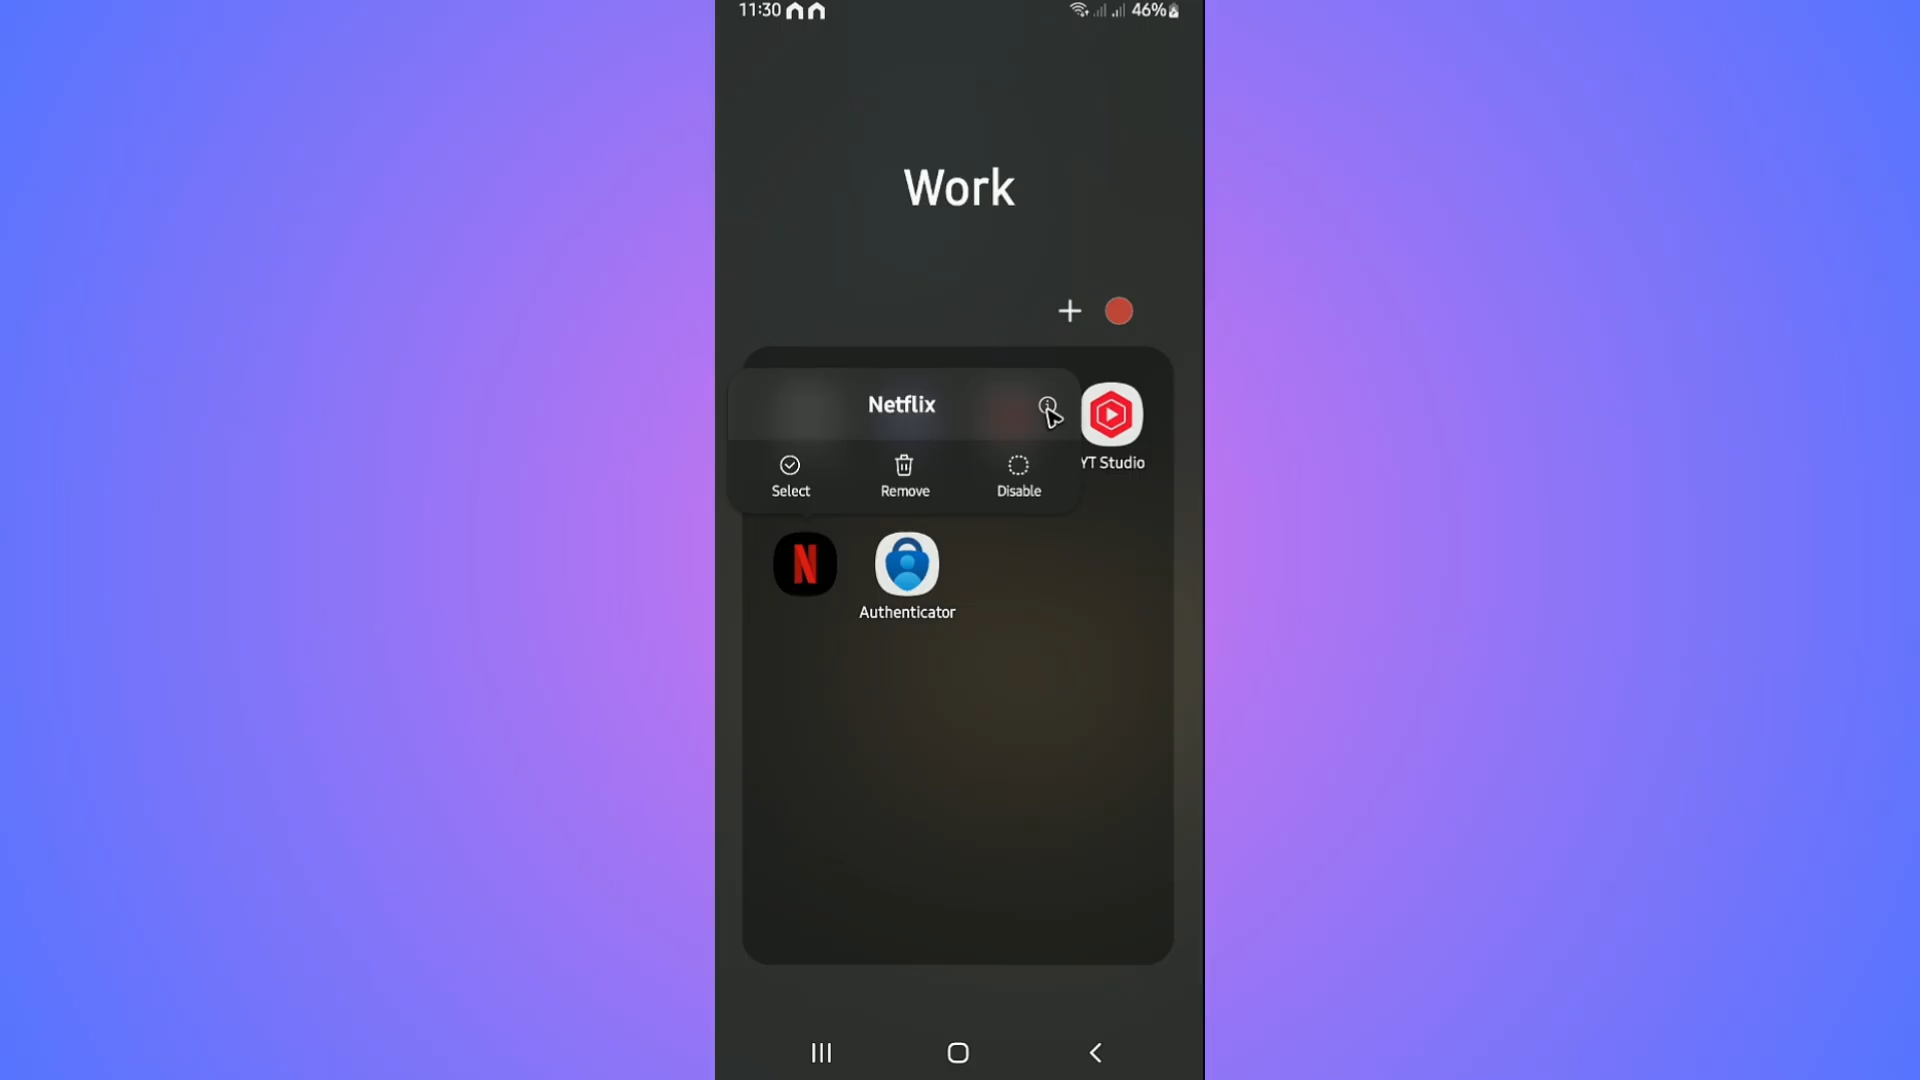 11:30 46%
Work
Netflix
Select Remove Disable
YT Studio
N
Authenticator